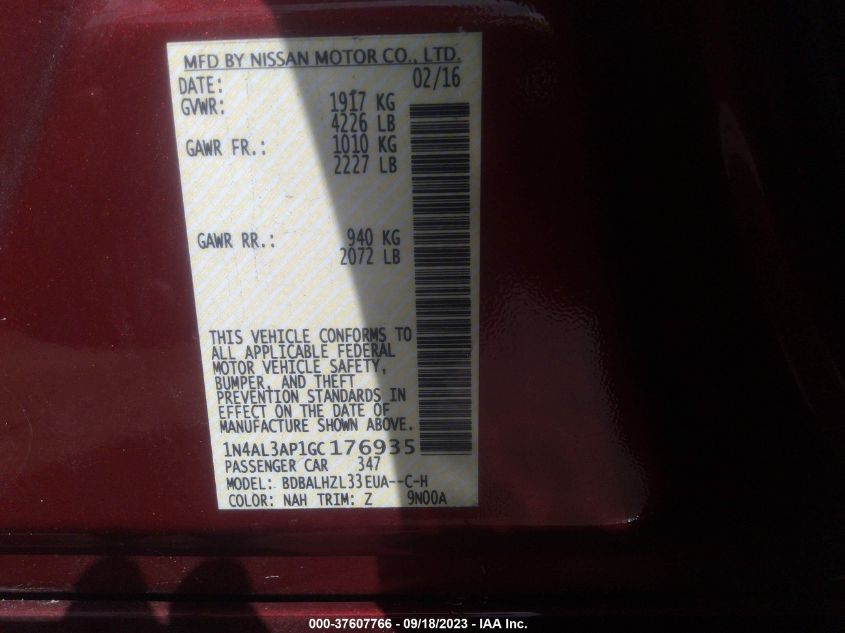 MFD BY NISSAN MOTOR CO., LTD.
DATE: 02/16
GVWR: 1917 KG
4226 LB
GAWR FR.: 1010 KG
2227 LB
GAWR RR.: 940 KG
2072 LB
THIS VEHICLE CONFORMS TO
ALL APPLICABLE FEDERAL
MOTOR VEHICLE SAFETY,
BUMPER, AND THEFT
PREVENTION STANDARDS IN
EFFECT ON THE DATE OF
MANUFACTURE SHOWN ABOVE.
1N4AL3AP1GC176935
PASSENGER CAR 347
MODEL: BDBALHZL33EUA--C-H
COLOR: NAH TRIM: Z 9N00A
000-37607766 - 09/18/2023 - IAA Inc.